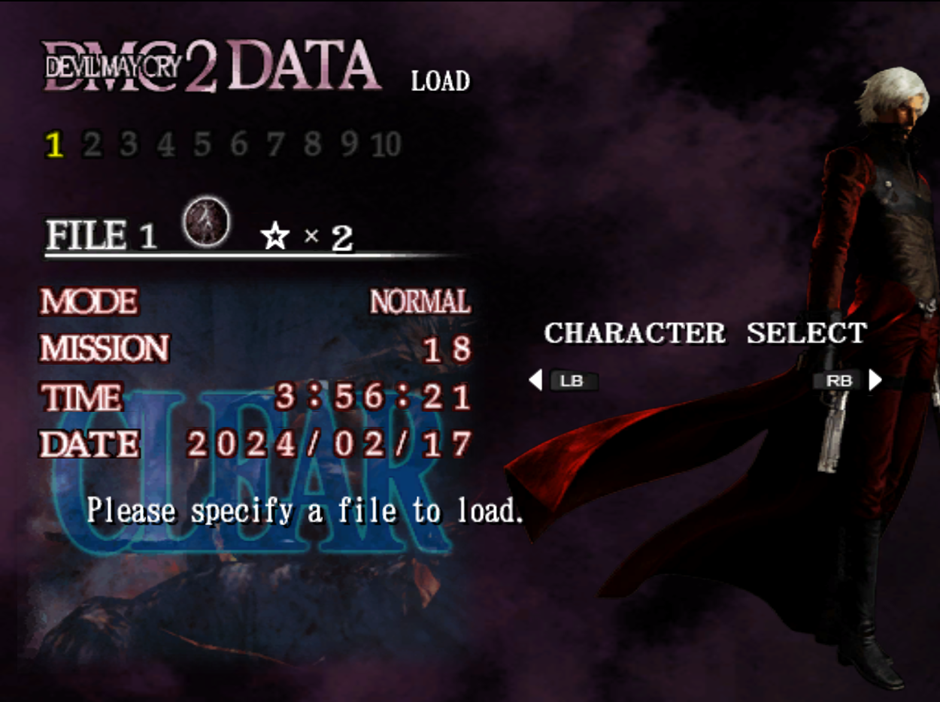 DMC2 DATA
DEVIL MAY CRY
LOAD
1 2 3 4 5 6 7 8 9 10
FILE 1 ☆ × 2
MODE NORMAL
MISSION 18
TIME 3:56:21
DATE 2024/02/17
CLEAR
Please specify a file to load.
CHARACTER SELECT
LB RB